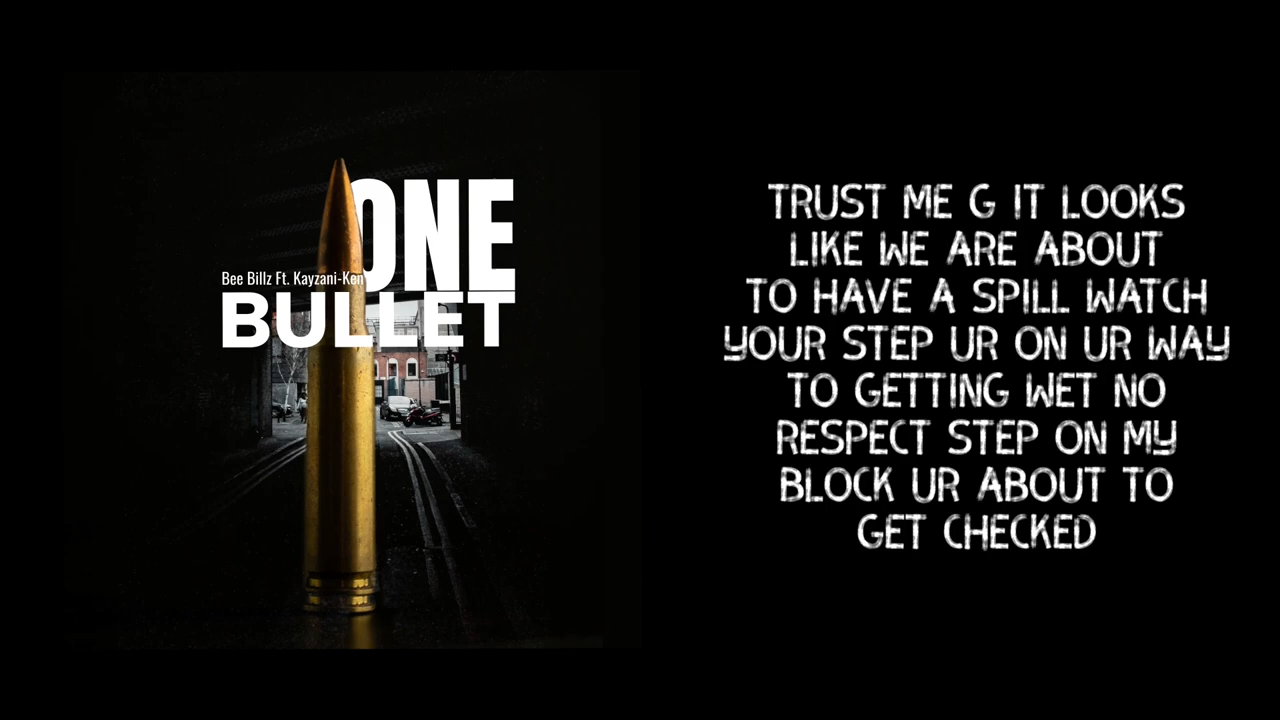 ONE
Bee Billz Ft. Kayzani-Ken
BULLET
TRUST ME G IT LOOKS
LIKE WE ARE ABOUT
TO HAVE A SPILL WATCH
YOUR STEP UR ON UR WAY
TO GETTING WET NO
RESPECT STEP ON MY
BLOCK UR ABOUT TO
GET CHECKED